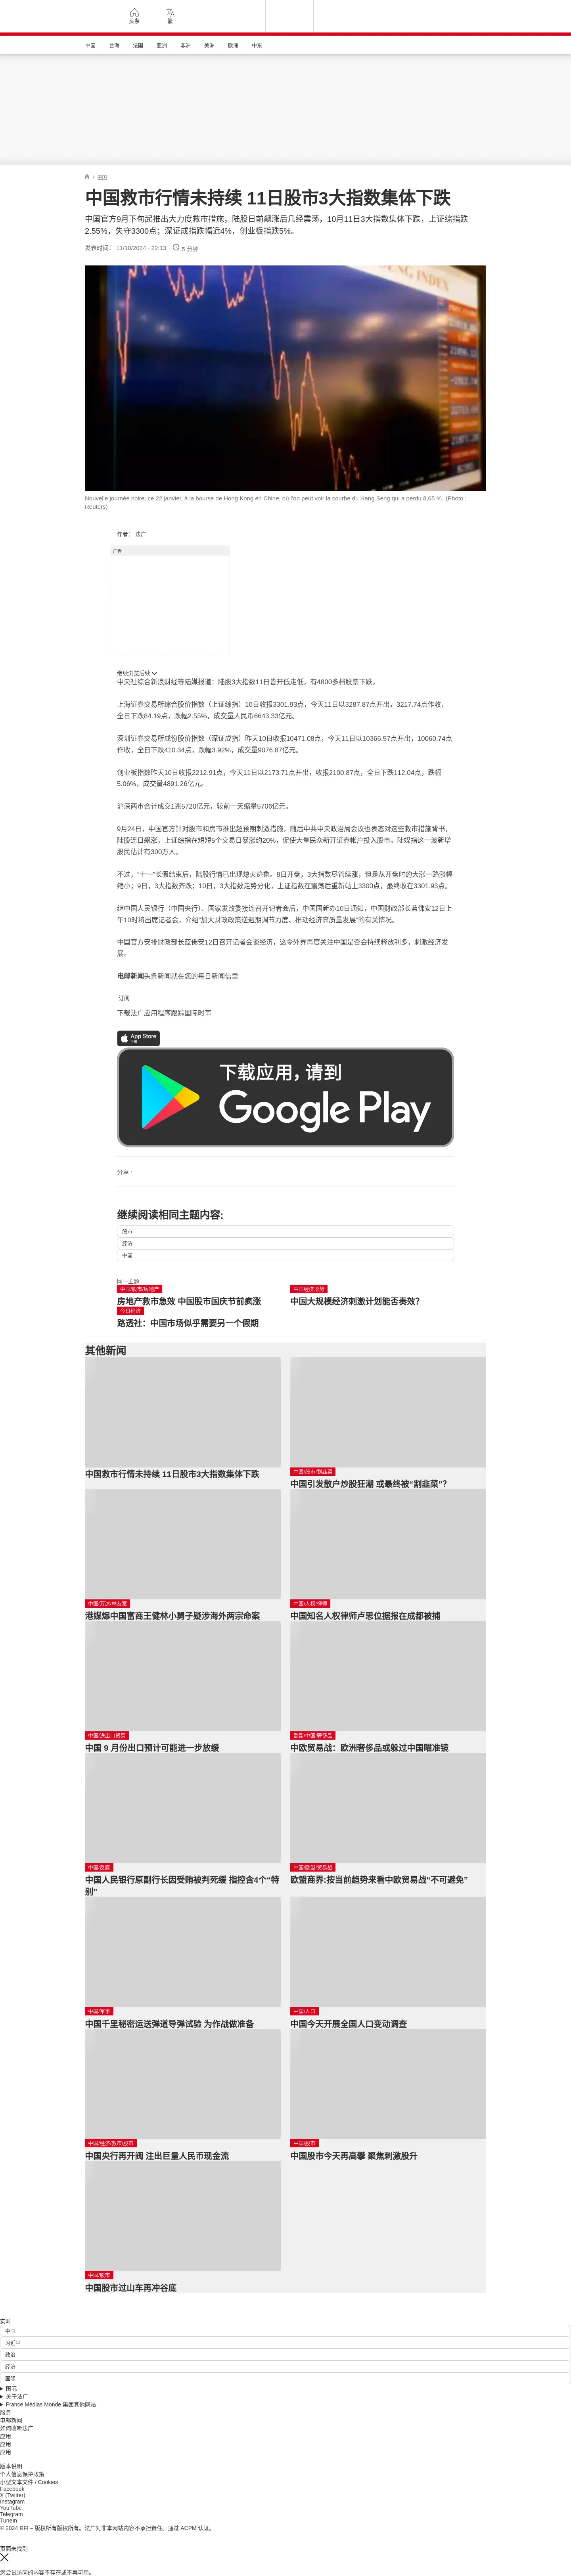 头条
繁
中国
台海
法国
亚洲
非洲
美洲
欧洲
中东
/ 中国
中国救市行情未持续 11日股市3大指数集体下跌
中国官方9月下旬起推出大力度救市措施，陆股日前飙涨后几经震荡，10月11日3大指数集体下跌，上证综指跌
2.55%，失守3300点；深证成指跌幅近4%，创业板指跌5%。
发表时间： 11/10/2024 - 22:13 5 分钟
Nouvelle journée noire, ce 22 janvier, à la bourse de Hong Kong en Chine, où l'on peut voir la courbe du Hang Seng qui a perdu 8,65 %. (Photo :
Reuters)
作者： 法广
广告
继续浏览后续
中央社综合新浪财经等陆媒报道：陆股3大指数11日皆开低走低，有4800多档股票下跌。
上海证券交易所综合股价指数（上证综指）10日收报3301.93点，今天11日以3287.87点开出，3217.74点作收，
全日下跌84.19点，跌幅2.55%，成交量人民币6643.33亿元。
深圳证券交易所成份股价指数（深证成指）昨天10日收报10471.08点，今天11日以10366.57点开出，10060.74点
作收，全日下跌410.34点，跌幅3.92%，成交量9076.87亿元。
创业板指数昨天10日收报2212.91点，今天11日以2173.71点开出，收报2100.87点，全日下跌112.04点，跌幅
5.06%，成交量4891.26亿元。
沪深两市合计成交1兆5720亿元，较前一天缩量5706亿元。
9月24日，中国官方针对股市和房市推出超预期刺激措施，随后中共中央政治局会议也表态对这些救市措施背书，
陆股连日飙涨，上证综指在短短5个交易日暴涨约20%，促使大量民众新开证券帐户投入股市。陆媒指这一波新增
股民估计有300万人。
不过，“十一”长假结束后，陆股行情已出现熄火迹象。8日开盘，3大指数尽管续涨，但是从开盘时的大涨一路涨幅
缩小；9日，3大指数齐跌；10日，3大指数走势分化，上证指数在震荡后重新站上3300点，最终收在3301.93点。
继中国人民银行（中国央行）、国家发改委接连召开记者会后，中国国新办10日通知，中国财政部长蓝佛安12日上
午10时将出席记者会，介绍“加大财政政策逆週期调节力度、推动经济高质量发展”的有关情况。
中国官方安排财政部长蓝佛安12日召开记者会谈经济，这令外界再度关注中国是否会持续释放利多，刺激经济发
展。
电邮新闻头条新闻就在您的每日新闻信里
订阅
下载法广应用程序跟踪国际时事
App Store
下载
下载应用，请到
Google Play
分享 :
继续阅读相同主题内容:
股市
经济
中国
同一主题
中国/股市/房地产
房地产救市急效 中国股市国庆节前疯涨
中国经济形势
中国大规模经济刺激计划能否奏效？
今日经济
路透社：中国市场似乎需要另一个假期
其他新闻
中国救市行情未持续 11日股市3大指数集体下跌
中国/股市/割韭菜
中国引发散户炒股狂潮 或最终被“割韭菜”？
中国/万达/林友宽
港媒爆中国富商王健林小舅子疑涉海外两宗命案
中国/人权/律师
中国知名人权律师卢思位据报在成都被捕
中国/进出口贸易
中国 9 月份出口预计可能进一步放缓
欧盟/中国/奢侈品
中欧贸易战：欧洲奢侈品或躲过中国瞄准镜
中国/反腐
中国人民银行原副行长因受贿被判死缓 指控含4个“特
别”
中国/欧盟/贸易战
欧盟商界:按当前趋势来看中欧贸易战“不可避免”
中国/军事
中国千里秘密运送弹道导弹试验 为作战做准备
中国/人口
中国今天开展全国人口变动调查
中国/经济/救市/股市
中国央行再开阀 注出巨量人民币现金流
中国/股市
中国股市今天再高攀 聚焦刺激股升
中国/股市
中国股市过山车再冲谷底
实时
中国
习近平
政治
经济
国际
国际
关于法广
France Médias Monde 集团其他网站
服务
电邮新闻
如何收听法广
应用
应用
应用
版本说明
个人信息保护政策
小型文本文件 / Cookies
Facebook
X (Twitter)
Instagram
YouTube
Telegram
TuneIn
© 2024 RFI – 版权所有版权所有。法广对非本网站内容不承担责任。通过 ACPM 认证。
页面未找到
您尝试访问的内容不存在或不再可用。